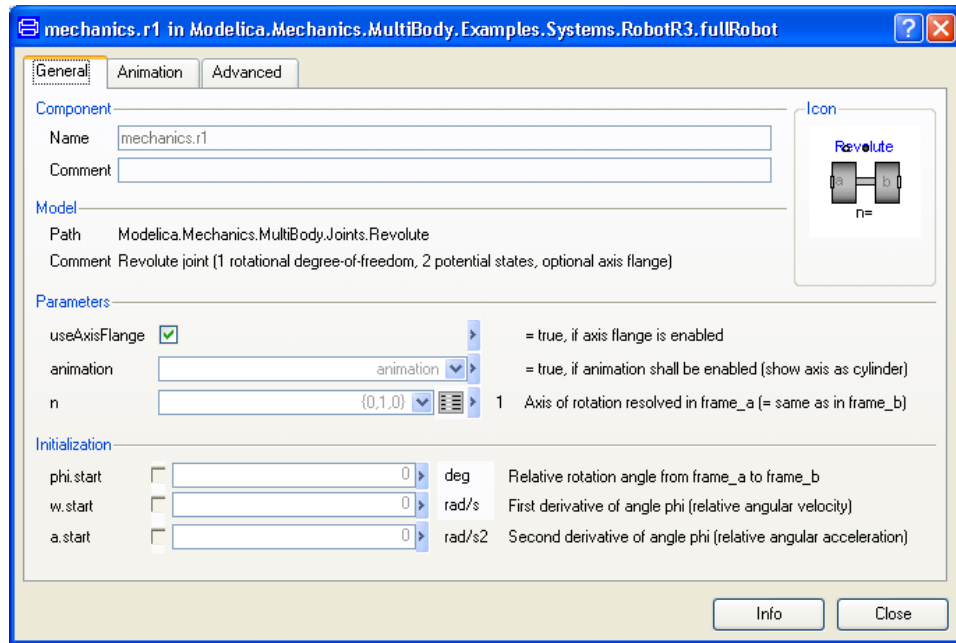 mechanics.r1 in Modelica.Mechanics.MultiBody.Examples.Systems.RobotR3.fullRobot
General Animation Advanced
Component Icon
Name mechanics.r1
Comment
Revolute
a b
n=
Model
Path Modelica.Mechanics.MultiBody.Joints.Revolute
Comment Revolute joint (1 rotational degree-of-freedom, 2 potential states, optional axis flange)
Parameters
useAxisFlange = true, if axis flange is enabled
animation animation = true, if animation shall be enabled (show axis as cylinder)
n {0,1,0} 1 Axis of rotation resolved in frame_a (= same as in frame_b)
Initialization
phi.start 0 deg Relative rotation angle from frame_a to frame_b
w.start 0 rad/s First derivative of angle phi (relative angular velocity)
a.start 0 rad/s2 Second derivative of angle phi (relative angular acceleration)
Info Close